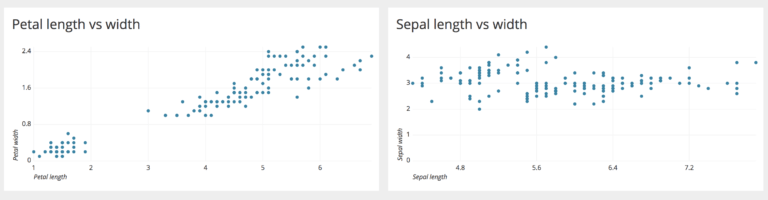 Petal length vs width
2.4
1.6
0.8
0
Petal width
1 2 3 4 5 6
Petal length
Sepal length vs width
4
3
2
1
0
Sepal width
4.8 5.6 6.4 7.2
Sepal length